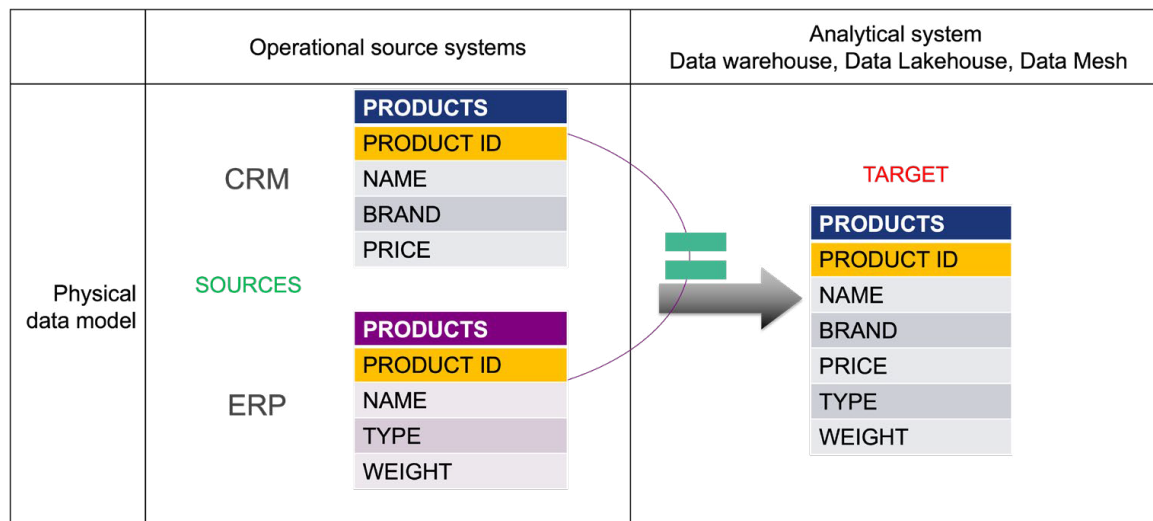 Operational source systems
Analytical system
Data warehouse, Data Lakehouse, Data Mesh
Physical
data model
CRM
SOURCES
ERP
PRODUCTS
PRODUCT ID
NAME
BRAND
PRICE
PRODUCTS
PRODUCT ID
NAME
TYPE
WEIGHT
TARGET
PRODUCTS
PRODUCT ID
NAME
BRAND
PRICE
TYPE
WEIGHT